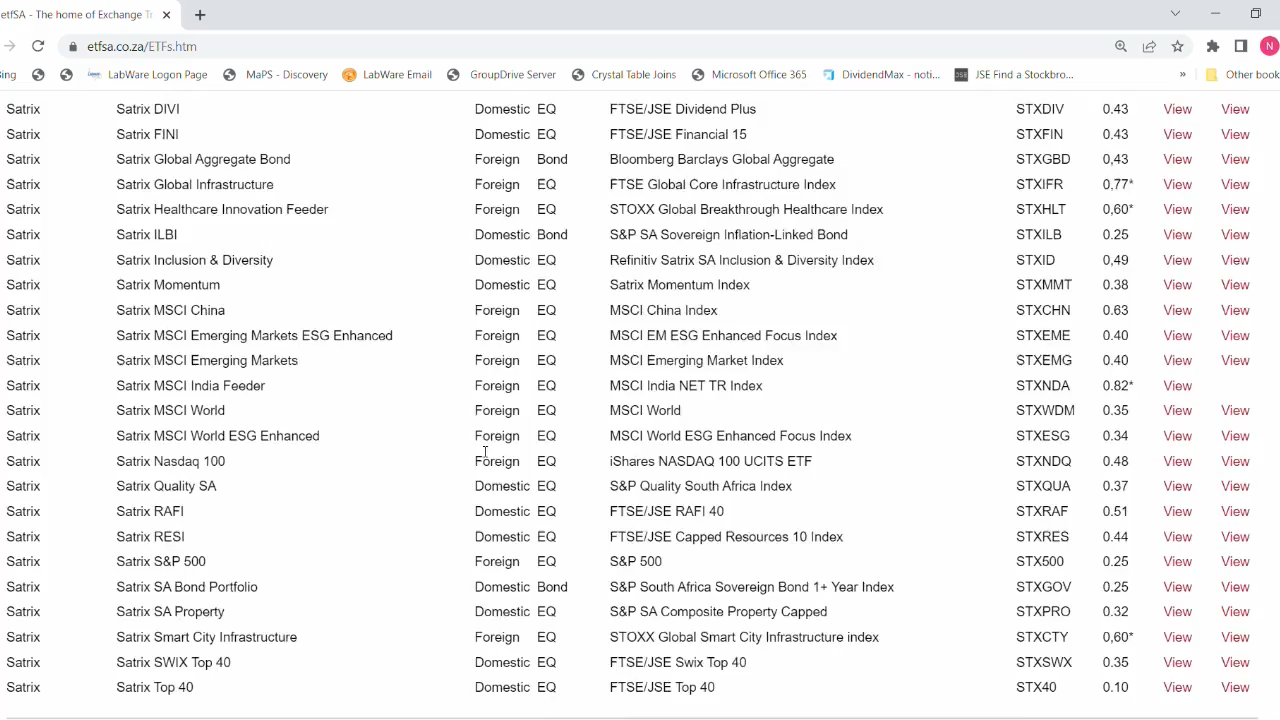 etfSA - The home of Exchange Tr
etfsa.co.za/ETFs.htm
N
ing LabWare Logon Page MaPS - Discovery LabWare Email GroupDrive Server Crystal Table Joins Microsoft Office 365 DividendMax - noti... JSE JSE Find a Stockbro... » Other book
Satrix Satrix DIVI Domestic EQ FTSE/JSE Dividend Plus STXDIV 0.43 View View
Satrix Satrix FINI Domestic EQ FTSE/JSE Financial 15 STXFIN 0.43 View View
Satrix Satrix Global Aggregate Bond Foreign Bond Bloomberg Barclays Global Aggregate STXGBD 0,43 View View
Satrix Satrix Global Infrastructure Foreign EQ FTSE Global Core Infrastructure Index STXIFR 0,77* View View
Satrix Satrix Healthcare Innovation Feeder Foreign EQ STOXX Global Breakthrough Healthcare Index STXHLT 0,60* View View
Satrix Satrix ILBI Domestic Bond S&P SA Sovereign Inflation-Linked Bond STXILB 0.25 View View
Satrix Satrix Inclusion & Diversity Domestic EQ Refinitiv Satrix SA Inclusion & Diversity Index STXID 0,49 View View
Satrix Satrix Momentum Domestic EQ Satrix Momentum Index STXMMT 0.38 View View
Satrix Satrix MSCI China Foreign EQ MSCI China Index STXCHN 0.63 View View
Satrix Satrix MSCI Emerging Markets ESG Enhanced Foreign EQ MSCI EM ESG Enhanced Focus Index STXEME 0.40 View View
Satrix Satrix MSCI Emerging Markets Foreign EQ MSCI Emerging Market Index STXEMG 0.40 View View
Satrix Satrix MSCI India Feeder Foreign EQ MSCI India NET TR Index STXNDA 0.82* View
Satrix Satrix MSCI World Foreign EQ MSCI World STXWDM 0.35 View View
Satrix Satrix MSCI World ESG Enhanced Foreign EQ MSCI World ESG Enhanced Focus Index STXESG 0.34 View View
Satrix Satrix Nasdaq 100 Foreign EQ iShares NASDAQ 100 UCITS ETF STXNDQ 0.48 View View
Satrix Satrix Quality SA Domestic EQ S&P Quality South Africa Index STXQUA 0.37 View View
Satrix Satrix RAFI Domestic EQ FTSE/JSE RAFI 40 STXRAF 0.51 View View
Satrix Satrix RESI Domestic EQ FTSE/JSE Capped Resources 10 Index STXRES 0.44 View View
Satrix Satrix S&P 500 Foreign EQ S&P 500 STX500 0.25 View View
Satrix Satrix SA Bond Portfolio Domestic Bond S&P South Africa Sovereign Bond 1+ Year Index STXGOV 0.25 View View
Satrix Satrix SA Property Domestic EQ S&P SA Composite Property Capped STXPRO 0.32 View View
Satrix Satrix Smart City Infrastructure Foreign EQ STOXX Global Smart City Infrastructure index STXCTY 0,60* View View
Satrix Satrix SWIX Top 40 Domestic EQ FTSE/JSE Swix Top 40 STXSWX 0.35 View View
Satrix Satrix Top 40 Domestic EQ FTSE/JSE Top 40 STX40 0.10 View View